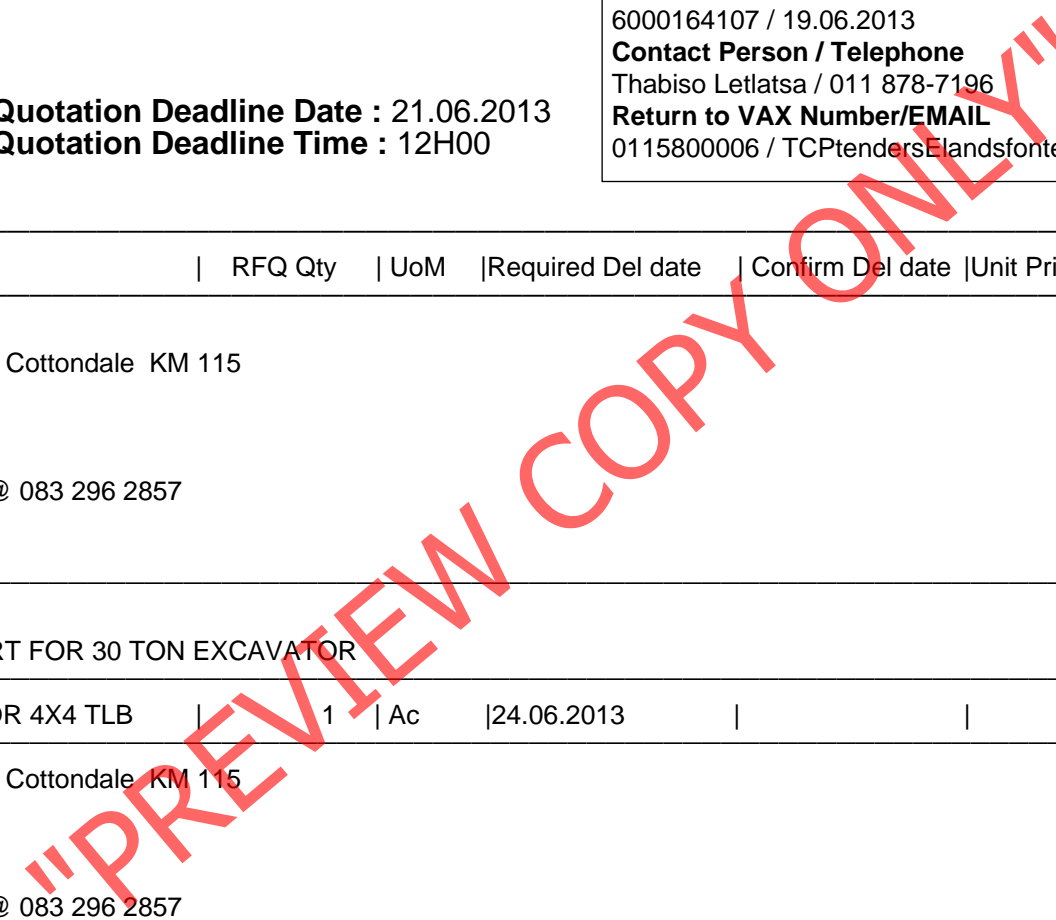 6000164107 / 19.06.2013
Contact Person / Telephone
Thabiso Letlatsa / 011 878-7196
Quotation Deadline Date : 21.06.2013
Return to VAX Number/EMAIL
Quotation Deadline Time : 12H00
0115800006 / TCPtendersElandsfonte
| RFQ Qty | UoM |Required Del date | Confirm Del date |Unit Pri
Cottondale KM 115
@ 083 296 2857
RT FOR 30 TON EXCAVATOR
OR 4X4 TLB | 1 | Ac |24.06.2013 | |
Cottondale KM 115
@ 083 296 2857
"PREVIEW COPY ONLY"